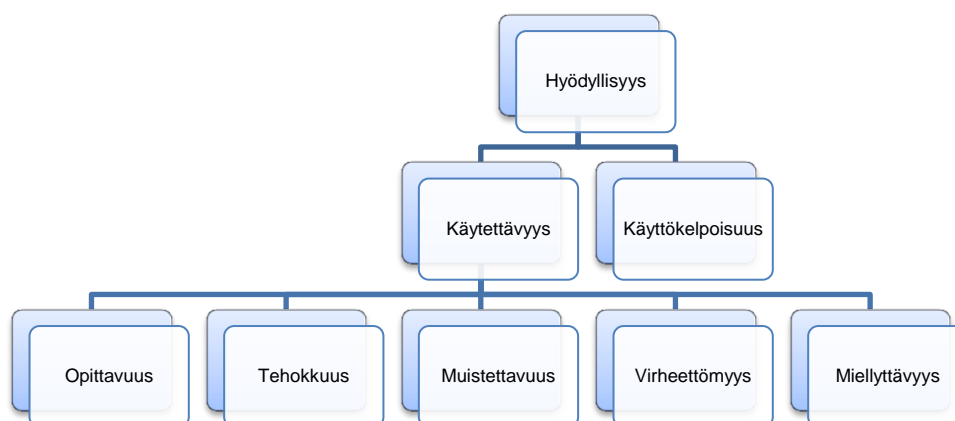 Hyödyllisyys
Käytettävyys
Käyttökelpoisuus
Opittavuus
Tehokkuus
Muistettavuus
Virheettömyys
Miellyttävyys